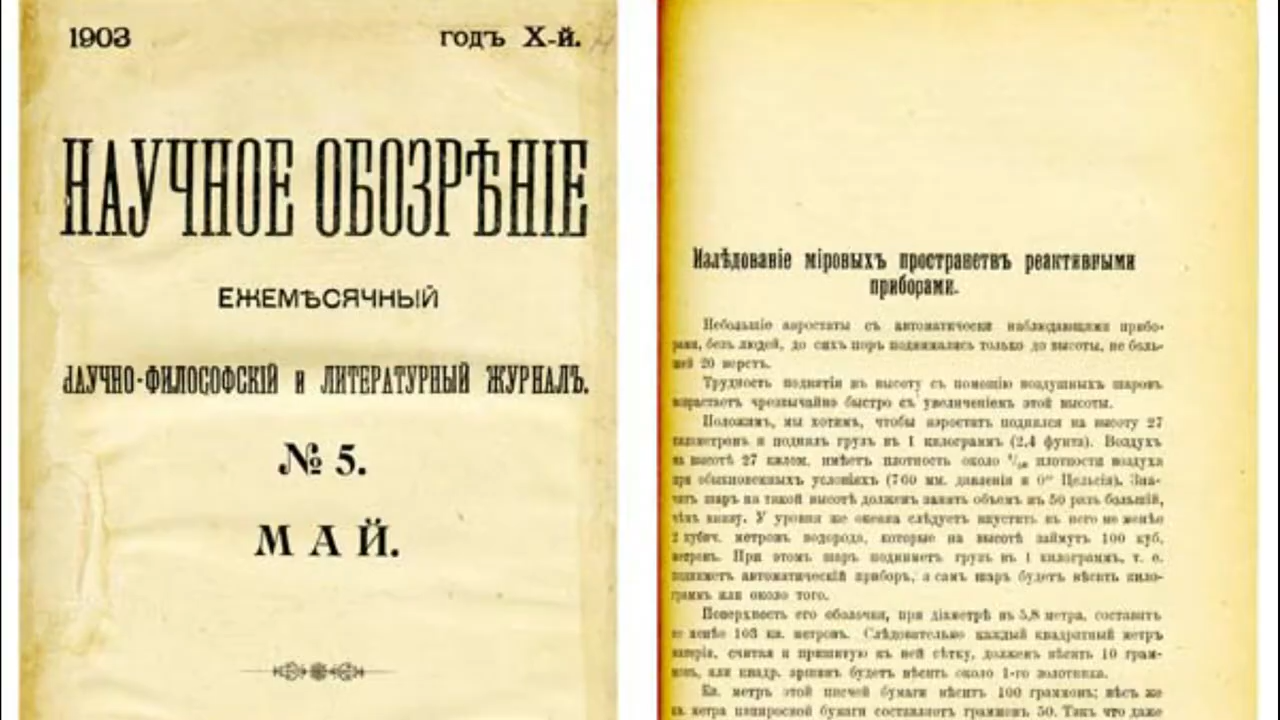 1903
годъ X-й.
НАУЧНОЕ ОБОЗРѢНІЕ
ЕЖЕМѢСЯЧНЫЙ
НАУЧНО-ФИЛОСОФСКІЙ и ЛИТЕРАТУРНЫЙ ЖУРНАЛЪ.
№ 5.
МАЙ.
Изслѣдованіе міровыхъ пространствъ реактивными
приборами.
Небольшіе аэростаты съ автоматически наблюдающими прибо-
рами, безъ людей, до сихъ поръ поднимались только до высоты, не боль-
шей 20 верстъ.
Трудность поднятія въ высоту съ помощію воздушныхъ шаровъ
возрастаетъ чрезвычайно быстро съ увеличеніемъ этой высоты.
Положимъ, мы хотимъ, чтобы аэростатъ поднялся на высоту 27
километровъ и поднялъ грузъ въ 1 килограммъ (2,4 фунта). Воздухъ
на высотѣ 27 килом. имѣетъ плотность около плотности воздуха
при обыкновенныхъ условіяхъ (760 мм. давленія и 0° Цельсія). Зна-
читъ шаръ на такой высотѣ долженъ занять объемъ въ 50 разъ большій,
чѣмъ внизу. У уровня же океана слѣдуетъ впустить въ него не менѣе
2 кубич. метровъ водорода, которые на высотѣ займутъ 100 куб.
метровъ. При этомъ шаръ подниметъ грузъ въ 1 килограммъ, т. е.
подниметъ автоматическій приборъ, а самъ шаръ будетъ вѣсить кило-
граммъ или около того.
Поверхность его оболочки, при діаметрѣ въ 5,8 метра, составитъ
не менѣе 103 кв. метровъ. Слѣдовательно каждый квадратный метръ
матеріи, считая и пришитую къ ней сѣтку, долженъ вѣсить 10 грам-
мовъ, или квадр. аршинъ будетъ вѣсить около 1-го золотника.
Кв. метръ этой писчей бумаги вѣситъ 100 граммовъ; вѣсъ же
кв. метра папиросной бумаги составляетъ граммовъ 50. Такъ что даже